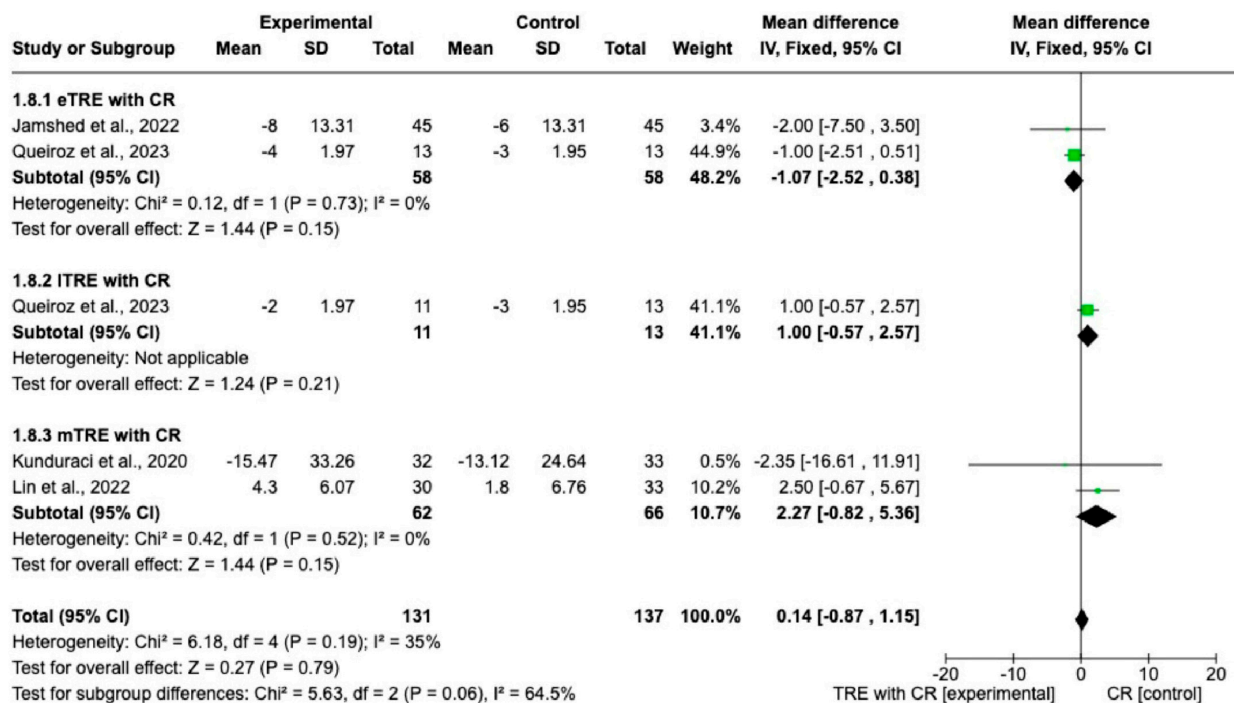 Experimental Control Mean difference Mean difference
Study or Subgroup Mean SD Total Mean SD Total Weight IV, Fixed, 95% CI IV, Fixed, 95% CI
1.8.1 eTRE with CR
Jamshed et al., 2022 -8 13.31 45 -6 13.31 45 3.4% -2.00 [-7.50 , 3.50]
Queiroz et al., 2023 -4 1.97 13 -3 1.95 13 44.9% -1.00 [-2.51 , 0.51]
Subtotal (95% CI) 58 58 48.2% -1.07 [-2.52 , 0.38]
Heterogeneity: Chi² = 0.12, df = 1 (P = 0.73); I² = 0%
Test for overall effect: Z = 1.44 (P = 0.15)
1.8.2 lTRE with CR
Queiroz et al., 2023 -2 1.97 11 -3 1.95 13 41.1% 1.00 [-0.57 , 2.57]
Subtotal (95% CI) 11 13 41.1% 1.00 [-0.57 , 2.57]
Heterogeneity: Not applicable
Test for overall effect: Z = 1.24 (P = 0.21)
1.8.3 mTRE with CR
Kunduraci et al., 2020 -15.47 33.26 32 -13.12 24.64 33 0.5% -2.35 [-16.61 , 11.91]
Lin et al., 2022 4.3 6.07 30 1.8 6.76 33 10.2% 2.50 [-0.67 , 5.67]
Subtotal (95% CI) 62 66 10.7% 2.27 [-0.82 , 5.36]
Heterogeneity: Chi² = 0.42, df = 1 (P = 0.52); I² = 0%
Test for overall effect: Z = 1.44 (P = 0.15)
Total (95% CI) 131 137 100.0% 0.14 [-0.87 , 1.15]
Heterogeneity: Chi² = 6.18, df = 4 (P = 0.19); I² = 35%
Test for overall effect: Z = 0.27 (P = 0.79)
Test for subgroup differences: Chi² = 5.63, df = 2 (P = 0.06), I² = 64.5%
-20 -10 0 10 20
TRE with CR [experimental] CR [control]